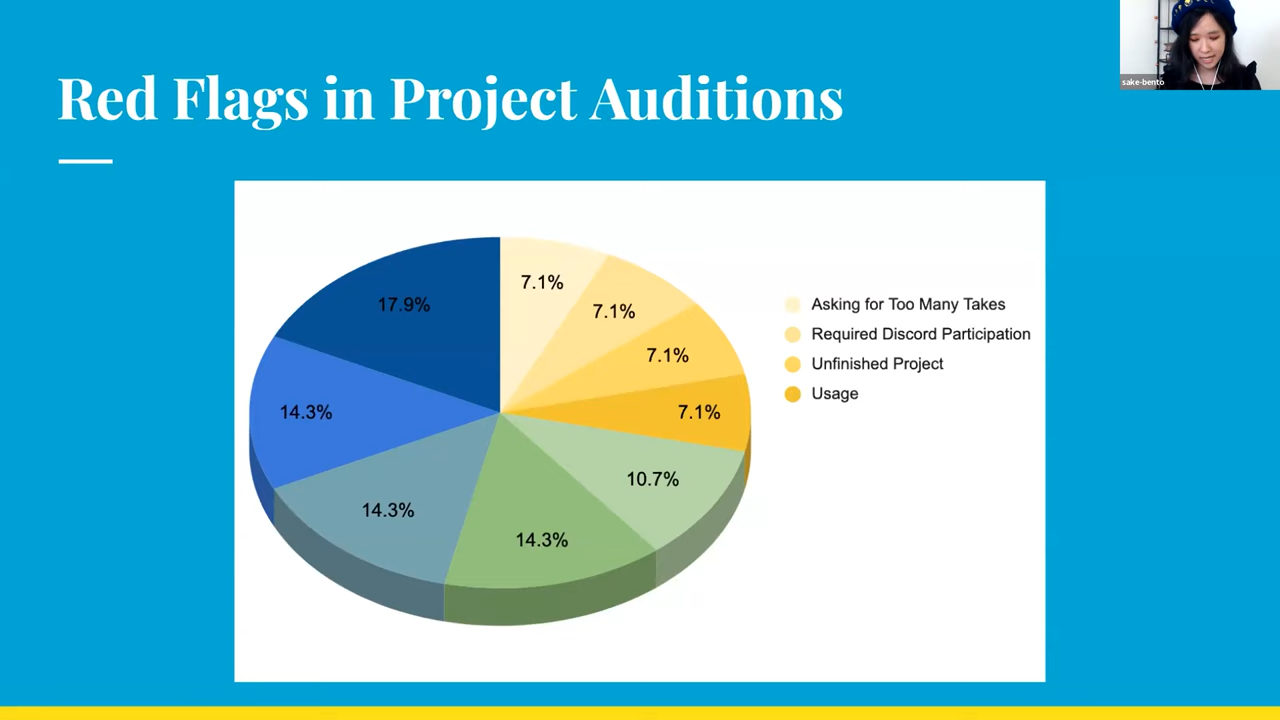 Red Flags in Project Auditions
sake-bento
17.9%
7.1%
7.1%
7.1%
7.1%
10.7%
14.3%
14.3%
14.3%
Asking for Too Many Takes
Required Discord Participation
Unfinished Project
Usage